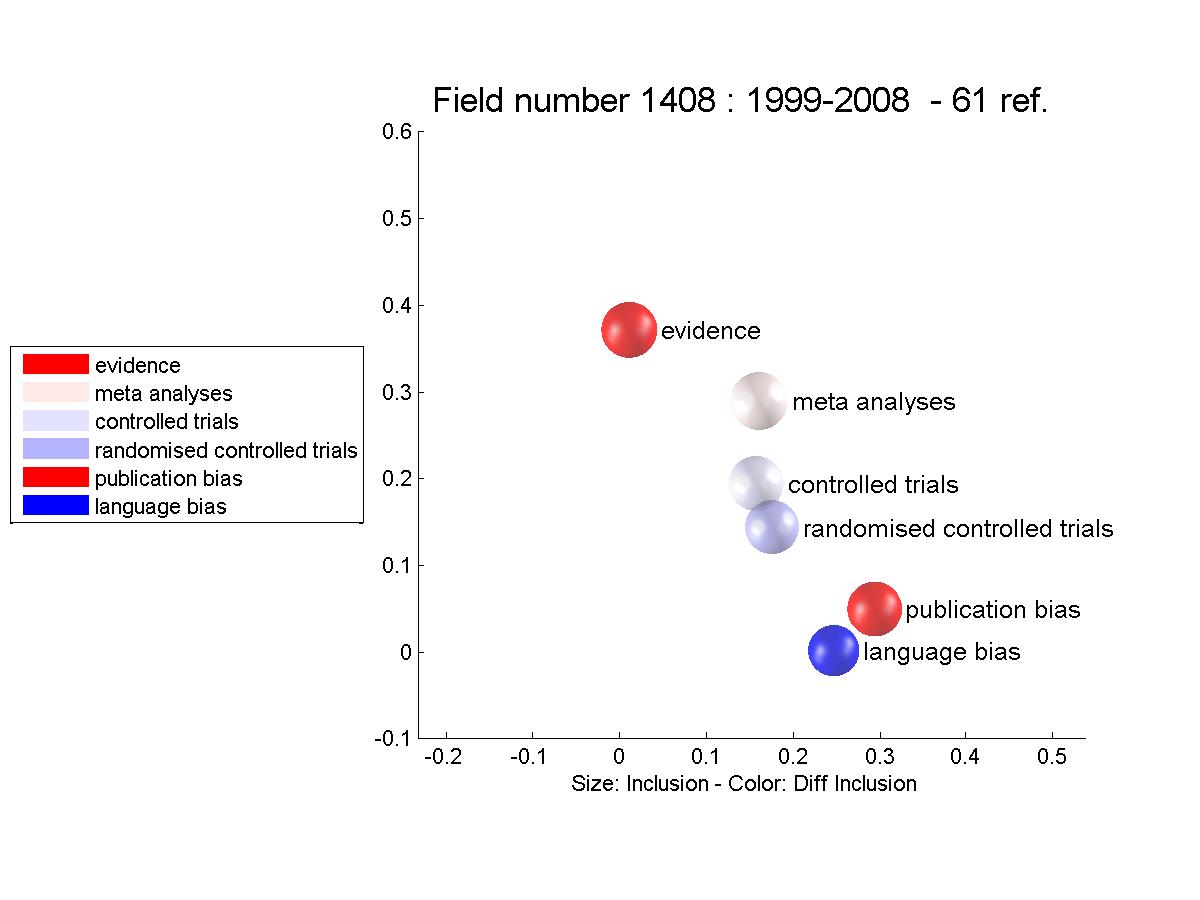 Field number 1408 : 1999-2008  - 61 ref.
0.6
0.5
0.4
0.3
0.2
0.1
0
-0.1
evidence
meta analyses
controlled trials
randomised controlled trials
publication bias
language bias
evidence
meta analyses
controlled trials
randomised controlled trials
publication bias
language bias
-0.2 -0.1 0 0.1 0.2 0.3 0.4 0.5
Size: Inclusion - Color: Diff Inclusion